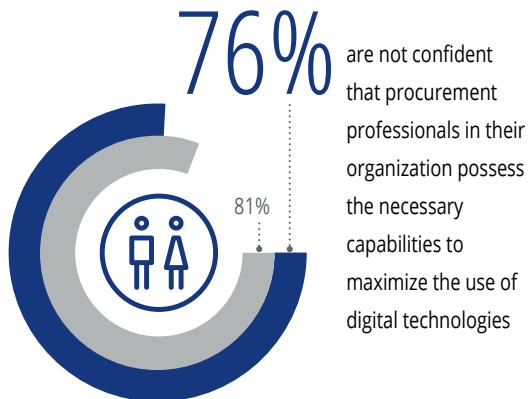 76%
are not confident
that procurement
professionals in their
organization possess
the necessary
capabilities to
maximize the use of
digital technologies
81%